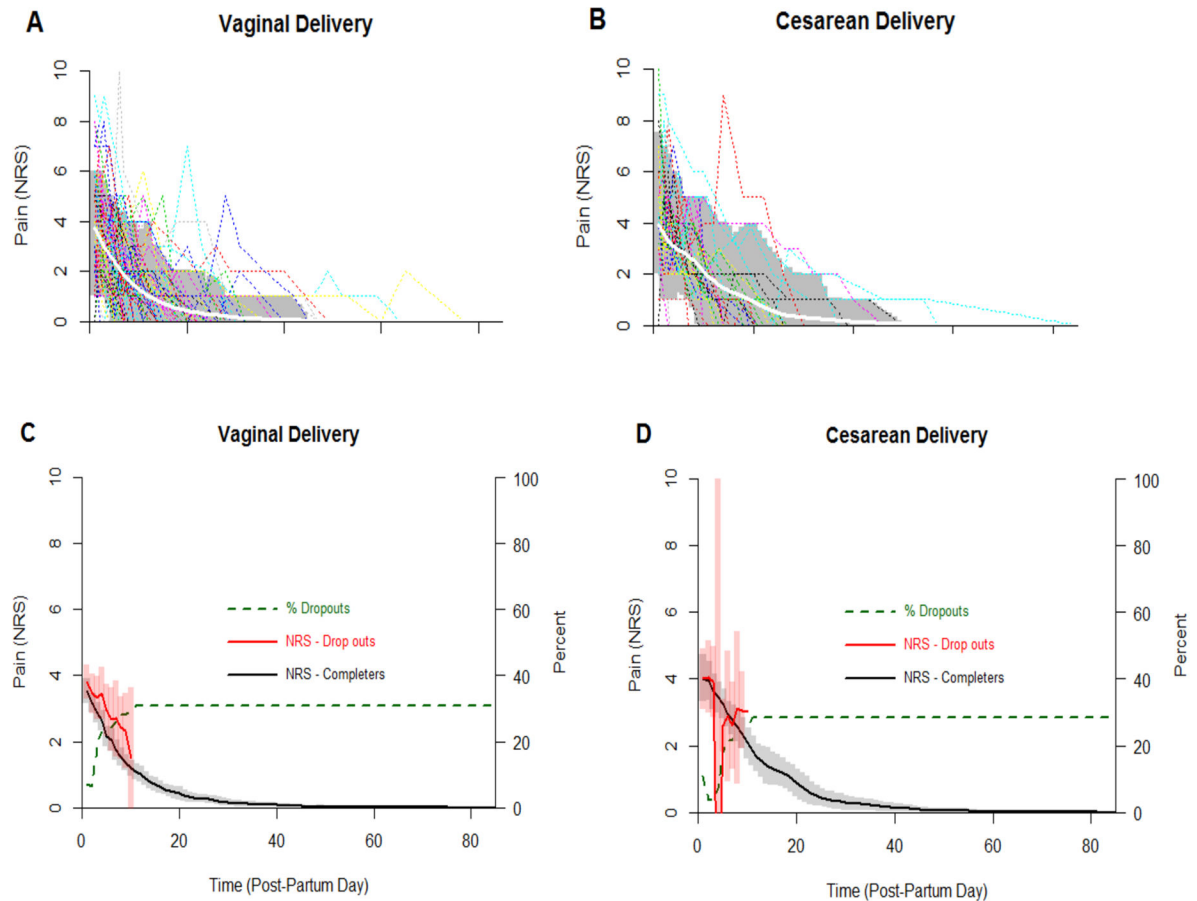 A
Vaginal Delivery
10
8
6
4
2
0
Pain (NRS)
B
Cesarean Delivery
10
8
6
4
2
0
Pain (NRS)
C
Vaginal Delivery
10
8
6
4
2
0
Pain (NRS)
% Dropouts
NRS - Drop outs
NRS - Completers
100
80
60
40
20
0
Percent
0 20 40 60 80
Time (Post-Partum Day)
D
Cesarean Delivery
10
8
6
4
2
0
Pain (NRS)
% Dropouts
NRS - Drop outs
NRS - Completers
100
80
60
40
20
0
Percent
0 20 40 60 80
Time (Post-Partum Day)